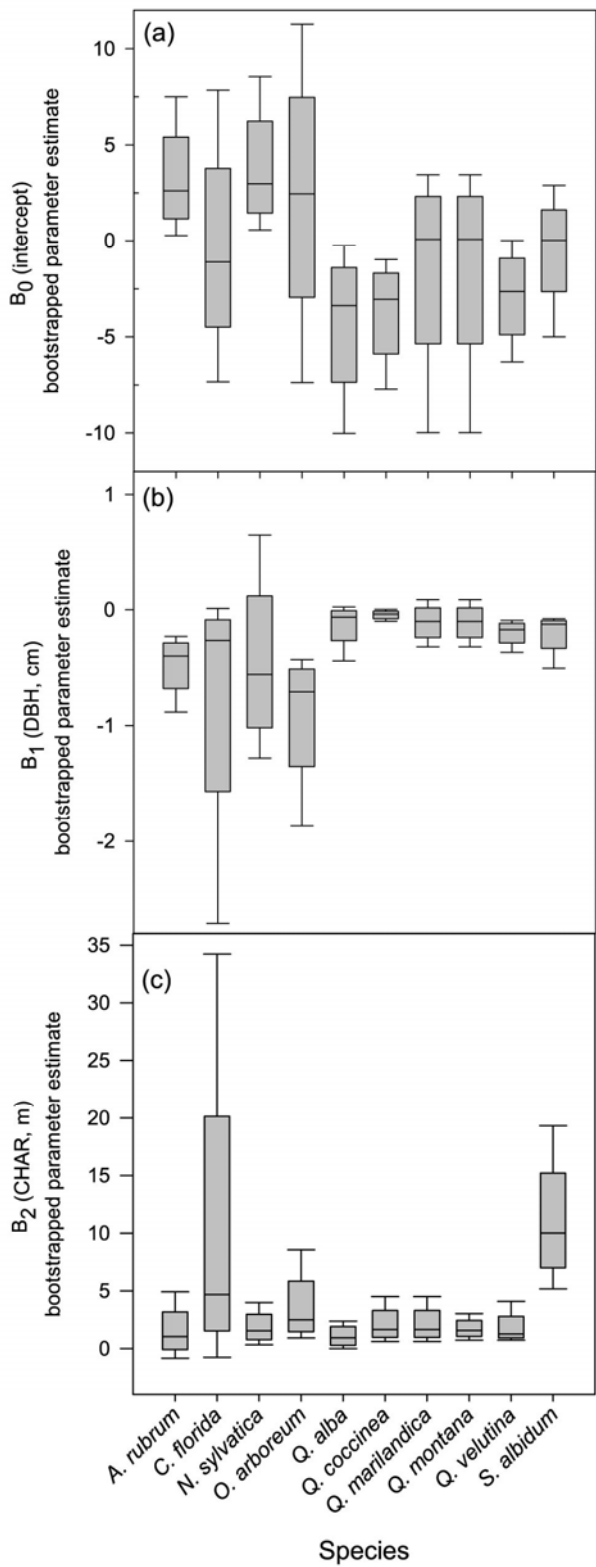 (a)
10
5
0
-5
-10
B0 (intercept)
bootstrapped parameter estimate
(b)
1
0
-1
-2
B1 (DBH, cm)
bootstrapped parameter estimate
(c)
35
30
25
20
15
10
5
0
B2 (CHAR, m)
bootstrapped parameter estimate
A. rubrum
C. florida
N. sylvatica
O. arboreum
Q. alba
Q. coccinea
Q. marilandica
Q. montana
Q. velutina
S. albidum
Species